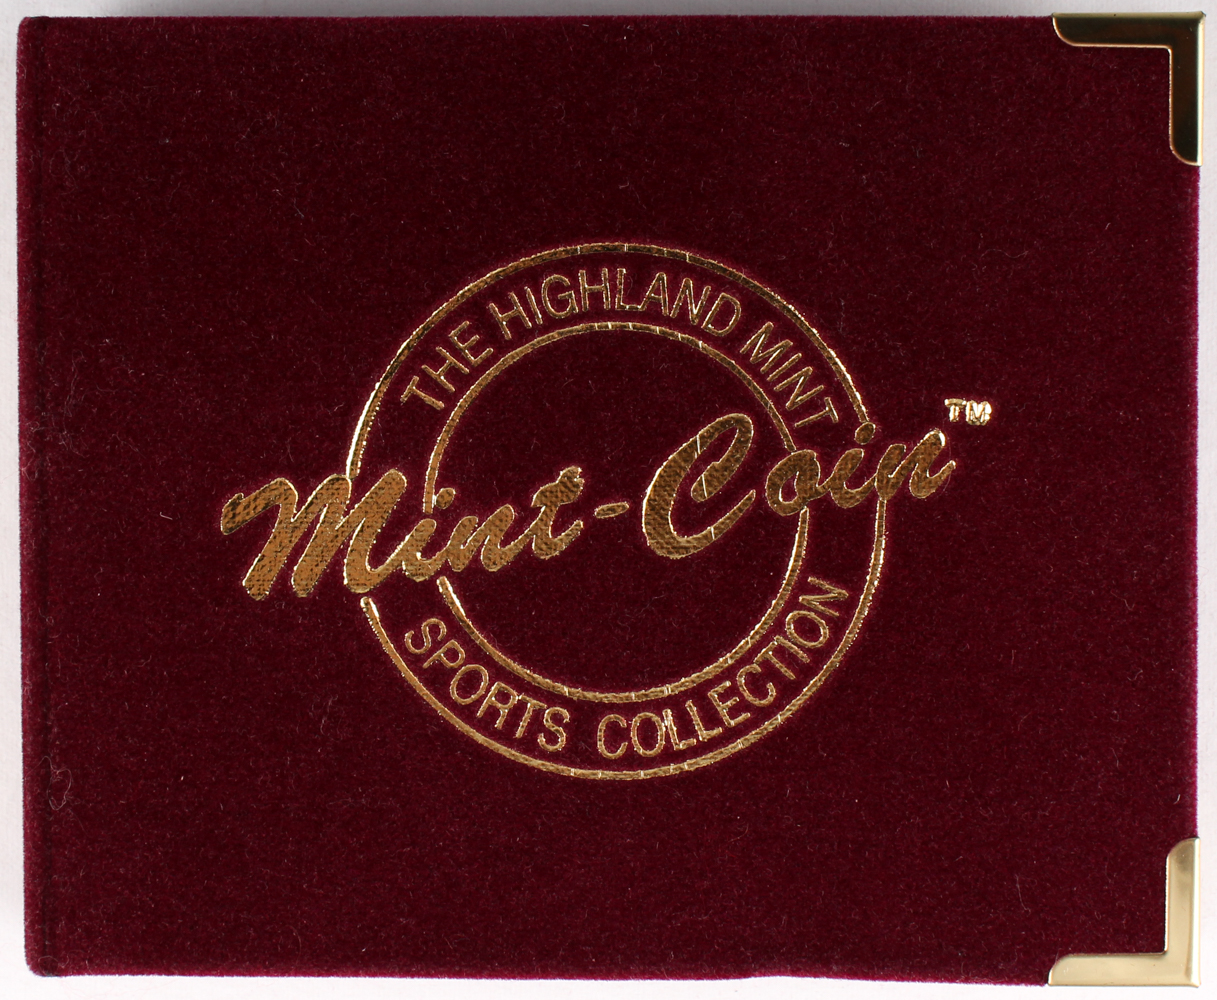 THE HIGHLAND MINT
Mint-Coin™
SPORTS COLLECTION